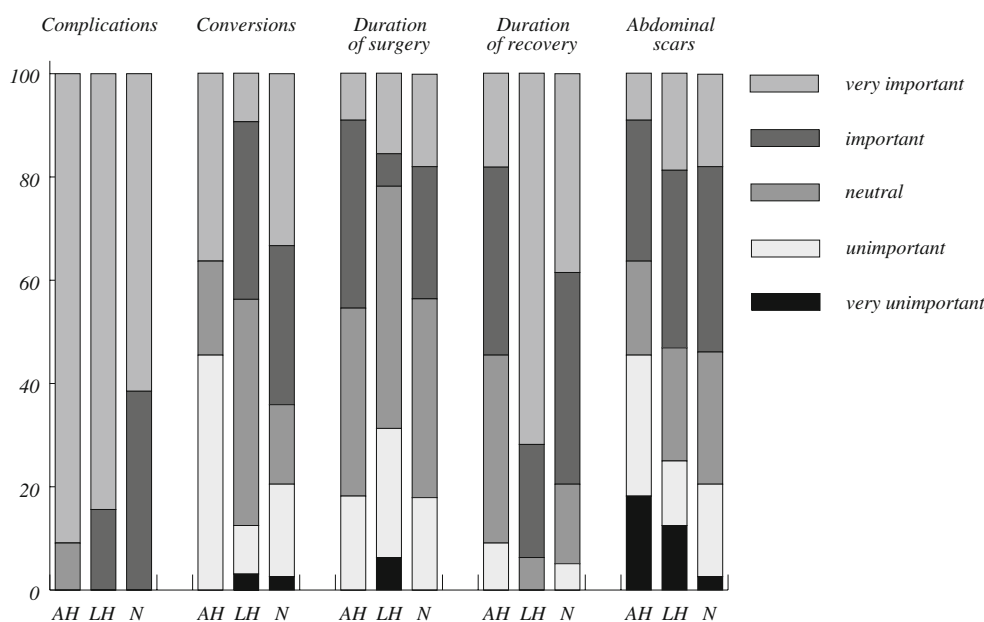 Complications
Conversions
Duration
of surgery
Duration
of recovery
Abdominal
scars
100
80
60
40
20
0
very important
important
neutral
unimportant
very unimportant
AH LH N
AH LH N
AH LH N
AH LH N
AH LH N